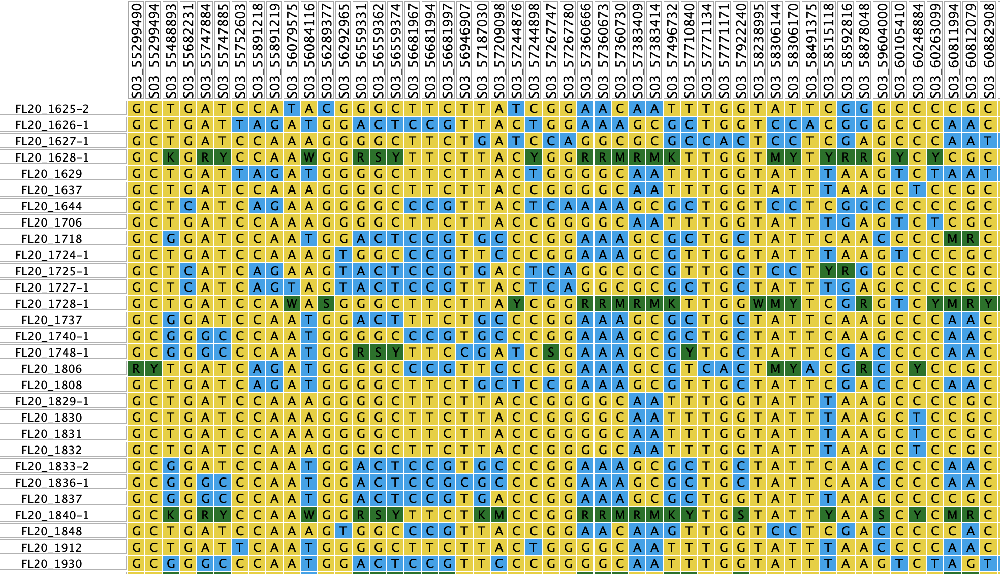 S03_55299490 S03_55299494 S03_55488893 S03_55682231 S03_55747884 S03_55747885 S03_55752603 S03_55891218 S03_55891219 S03_56079575 S03_56084116 S03_56289377 S03_56292965 S03_56559331 S03_56559362 S03_56559374 S03_56681967 S03_56681994 S03_56681997 S03_56946907 S03_57187030 S03_57209098 S03_57244876 S03_57244898 S03_57267747 S03_57267780 S03_57360666 S03_57360673 S03_57360730 S03_57383409 S03_57383414 S03_57496732 S03_57710840 S03_57771134 S03_57771171 S03_57922240 S03_58238995 S03_58306144 S03_58306170 S03_58491375 S03_58515118 S03_58592816 S03_58878048 S03_59604000 S03_60105410 S03_60248884 S03_60263099 S03_60811994 S03_60812079 S03_60882908
FL20_1625-2 G C T G A T C C A T A C G G G C T T C T T A T C G G A A C A A T T T G G T A T T C G G G C C C C G C
FL20_1626-1 G C T G A T T A G A T G G A C T C C G T T A C T G G A A A G C G C T G G T C C A C G G G C C C A A C
FL20_1627-1 G C T G A T C C A A A G G G G C T T C T G A T C C A G G C G C G C C A C T C C T C G A G C C C A A T
FL20_1628-1 G C K G R Y C C A A W G G R S Y T T C T T A C Y G G R R M R M K T T G G T M Y T Y R R G Y C Y C G C
FL20_1629 G C T G A T T A G A T G G G G C T T C T T A C T G G G G C A A T T T G G T A T T T A A G T C T A A T
FL20_1637 G C T G A T C C A A A G G G G C T T C T T A C C G G G G C A A T T T G G T A T T T A A G C T C C G C
FL20_1644 G C T C A T C A G A A G G G G C C C G T T A C T C A A A A G C G C T G G T C C T C G G C C C C C G C
FL20_1706 G C T G A T C C A A A G G G G C T T C T T A C C G G G G C A A T T T G G T A T T T G A G T C T C G C
FL20_1718 G C G G A T C C A A T G G A C T C C G T G C C C G G A A A G C G C T G C T A T T C A A C C C C M R C
FL20_1724-1 G C T G A T C C A A A G T G G C C C G T T C C C G G A A A G C G T T G G T A T T T A A G T C C C G C
FL20_1725-1 G C T C A T C A G A A G T A C T C C G T G A C T C A G G C G C G T T G C T C C T Y R G G C C C C G C
FL20_1727-1 G C T C A T C A G T A G T A C T C C G T T A C T C A G G C G C G C T G C T A T T T G A G C C C C G C
FL20_1728-1 G C T G A T C C A W A S G G G C T T C T T A Y C G G R R M R M K T T G G W M Y T C G R G T C Y M R Y
FL20_1737 G C G G A T C C A A T G G A C T T T C T G C C C G G A A A G C G C T G C T A T T C A A G C C C A A C
FL20_1740-1 G C G G G C C C A A T G G G G C C C G T G C C C G G A A A G C G C T G C T A T T C A A G C C C A A C
FL20_1748-1 G C G G G C C C A A T G G R S Y T T C C G A T C S G A A A G C G Y T G C T A T T C G A C C C C A A C
FL20_1806 R Y T G A T C A G A T G G G G C C C G T T C C C G G A A A G C G T C A C T M Y A C G R C C Y C C G C
FL20_1808 G C T G A T C A G A T G G G G C T T C T G C T C C G A A A G C G T T G C T A T T C G A C C C C A A C
FL20_1829-1 G C T G A T C C A A A G G G G C T T C T T A C C G G G G C A A T T T G G T A T T T A A G C C C C G C
FL20_1830 G C T G A T C C A A A G G G G C T T C T T A C C G G G G C A A T T T G G T A T T T A A G C T C C G C
FL20_1831 G C T G A T C C A A A G G G G C T T C T T A C C G G G G C A A T T T G G T A T T T A A G C T C C G C
FL20_1832 G C T G A T C C A A A G G G G C T T C T T A C C G G G G C A A T T T G G T A T T T A A G C T C C G C
FL20_1833-2 G C G G A T C C A A T G G A C T C C G T G C C C G G A A A G C G C T G C T A T T C A A C C C C A A C
FL20_1836-1 G C G G G C C C A A T G G A C T C C G C G C C C G G A A A G C G C T G C T A T T C A A C C C C A A C
FL20_1837 G C G G G C C C A A T G G A C T C C G T G A C C G G A A A G C G C T G G T A T T T A A G C C C C G C
FL20_1840-1 G C K G R Y C C A A W G G R S Y T T C T K M C C G G R R M R M K Y T G S T A T T Y A A S C Y C M R C
FL20_1848 G C T G A T C C A A A G T G G C C C G T T A C C G G A A C A A G T T G G T C C T C G A C C C C C A C
FL20_1912 G C T G A T T C A A T G G G G C T T C T T A C T G G G G C A A T T T G G T A T T T A A C C C C A A C
FL20_1930 G C G G G C C C A A T G G A C T C C G T T C C C G G G G C A A T T T G G T A T T T A A G T C T A G T